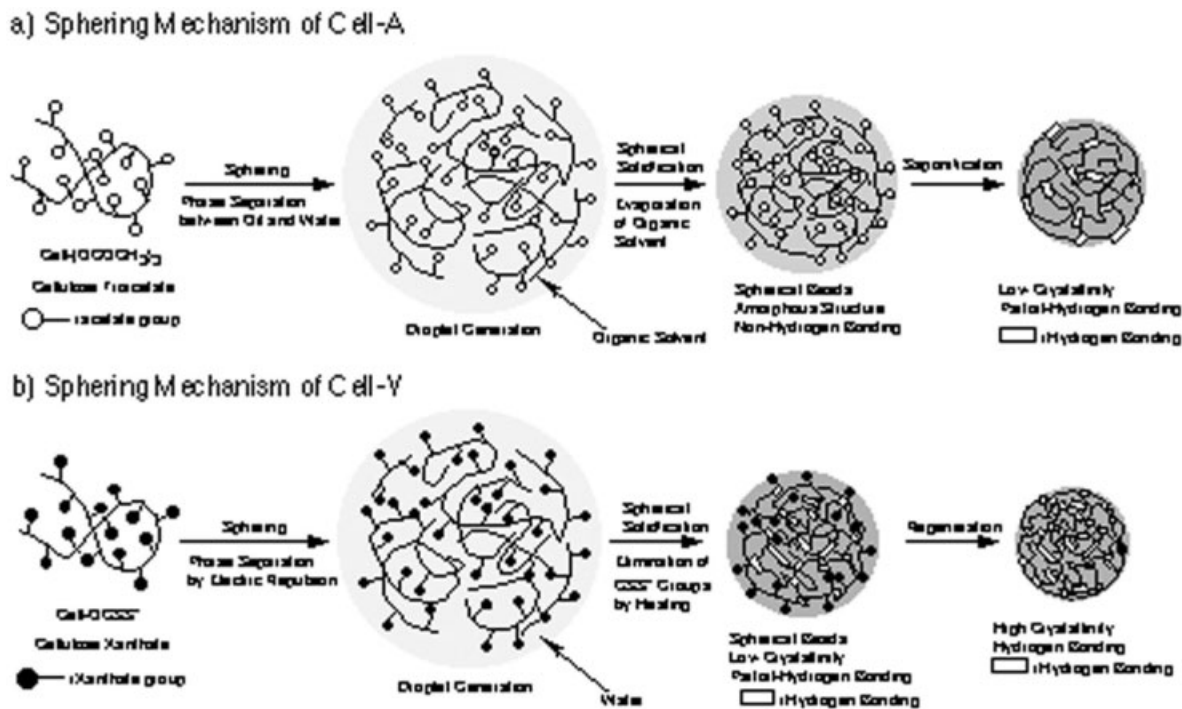 a) Sphering Mechanism of Cell-A
Sphering
Phase Separation
between Oil and Water
Spherical
Solidification
Evaporation
of Organic
Solvent
Saponification
Cellulose Triacetate
:acetate group
Droplet Generation
Organic Solvent
Spherical Beads
Amorphous Structure
Non-Hydrogen Bonding
Low Crystallinity
Partial-Hydrogen Bonding
:Hydrogen Bonding
b) Sphering Mechanism of Cell-V
Sphering
Phase Separation
by Electric Repulsion
Spherical
Solidification
Elimination of
Groups
by Heating
Regeneration
Cellulose Xanthate
:Xanthate group
Droplet Generation
Water
Spherical Beads
Low Crystallinity
Partial-Hydrogen Bonding
:Hydrogen Bonding
High Crystallinity
Hydrogen Bonding
:Hydrogen Bonding